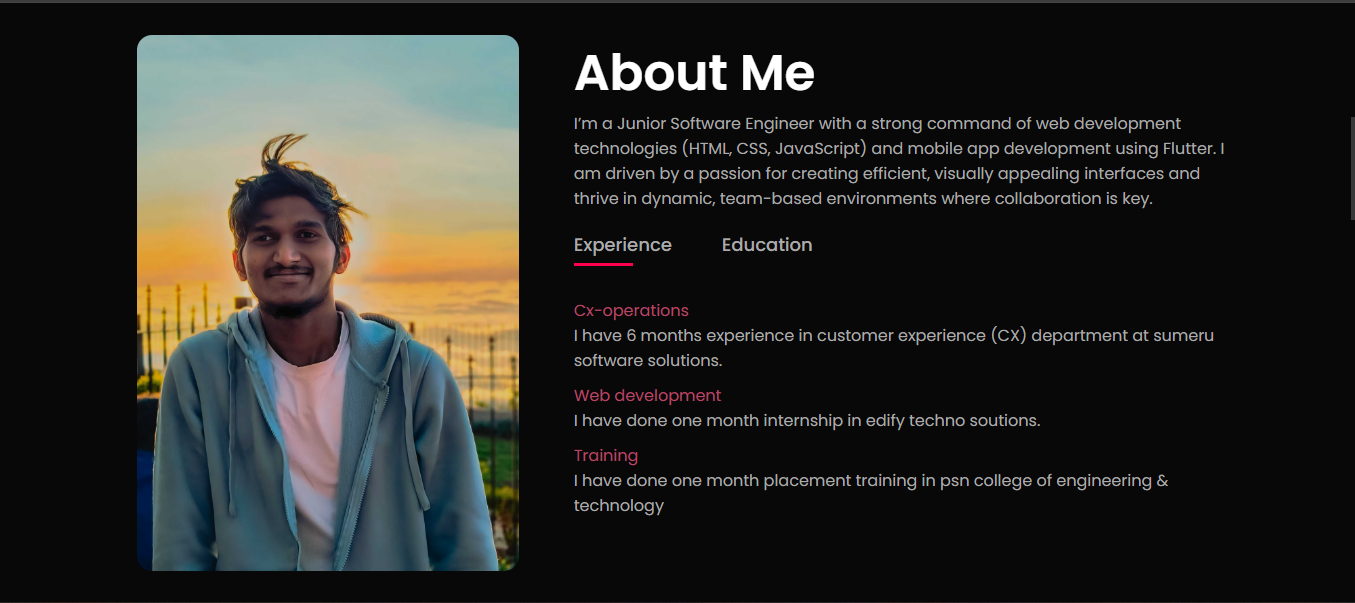 About Me
I'm a Junior Software Engineer with a strong command of web development
technologies (HTML, CSS, JavaScript) and mobile app development using Flutter. I
am driven by a passion for creating efficient, visually appealing interfaces and
thrive in dynamic, team-based environments where collaboration is key.
Experience Education
Cx-operations
I have 6 months experience in customer experience (CX) department at sumeru
software solutions.
Web development
I have done one month internship in edify techno soutions.
Training
I have done one month placement training in psn college of engineering &
technology